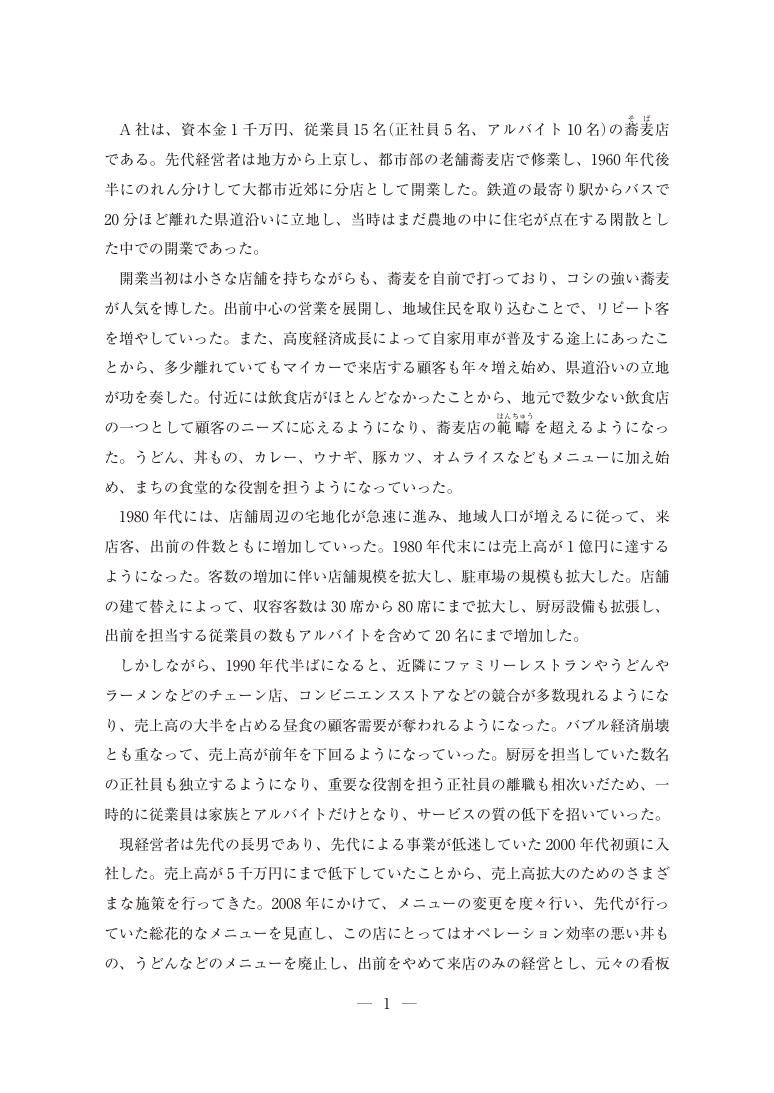 A 社は、資本金 1 千万円、従業員 15 名(正社員 5 名、アルバイト 10 名)の蕎麦店
である。先代経営者は地方から上京し、都市部の老舗蕎麦店で修業し、1960 年代後
半にのれん分けして大都市近郊に分店として開業した。鉄道の最寄り駅からバスで
20 分ほど離れた県道沿いに立地し、当時はまだ農地の中に住宅が点在する閑散とし
た中での開業であった。
開業当初は小さな店舗を持ちながらも、蕎麦を自前で打っており、コシの強い蕎麦
が人気を博した。出前中心の営業を展開し、地域住民を取り込むことで、リピート客
を増やしていった。また、高度経済成長によって自家用車が普及する途上にあったこ
とから、多少離れていてもマイカーで来店する顧客も年々増え始め、県道沿いの立地
が功を奏した。付近には飲食店がほとんどなかったことから、地元で数少ない飲食店
の一つとして顧客のニーズに応えるようになり、蕎麦店の範疇を超えるようになっ
た。うどん、丼もの、カレー、ウナギ、豚カツ、オムライスなどもメニューに加え始
め、まちの食堂的な役割を担うようになっていった。
1980 年代には、店舗周辺の宅地化が急速に進み、地域人口が増えるに従って、来
店客、出前の件数ともに増加していった。1980 年代末には売上高が 1 億円に達する
ようになった。客数の増加に伴い店舗規模を拡大し、駐車場の規模も拡大した。店舗
の建て替えによって、収容客数は 30 席から 80 席にまで拡大し、厨房設備も拡張し、
出前を担当する従業員の数もアルバイトを含めて 20 名にまで増加した。
しかしながら、1990 年代半ばになると、近隣にファミリーレストランやうどんや
ラーメンなどのチェーン店、コンビニエンスストアなどの競合が多数現れるようにな
り、売上高の大半を占める昼食の顧客需要が奪われるようになった。バブル経済崩壊
とも重なって、売上高が前年を下回るようになっていった。厨房を担当していた数名
の正社員も独立するようになり、重要な役割を担う正社員の離職も相次いだため、一
時的に従業員は家族とアルバイトだけとなり、サービスの質の低下を招いていった。
現経営者は先代の長男であり、先代による事業が低迷していた 2000 年代初頭に入
社した。売上高が 5 千万円にまで低下していたことから、売上高拡大のためのさまざ
まな施策を行ってきた。2008 年にかけて、メニューの変更を度々行い、先代が行っ
ていた総花的なメニューを見直し、この店にとってはオペレーション効率の悪い丼も
の、うどんなどのメニューを廃止し、出前をやめて来店のみの経営とし、元々の看板
— 1 —